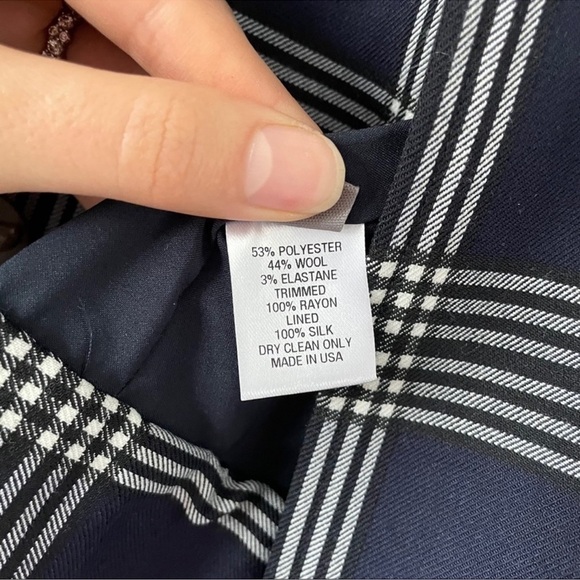 53% POLYESTER
44% WOOL
3% ELASTANE
TRIMMED
100% RAYON
LINED
100% SILK
DRY CLEAN ONLY
MADE IN USA